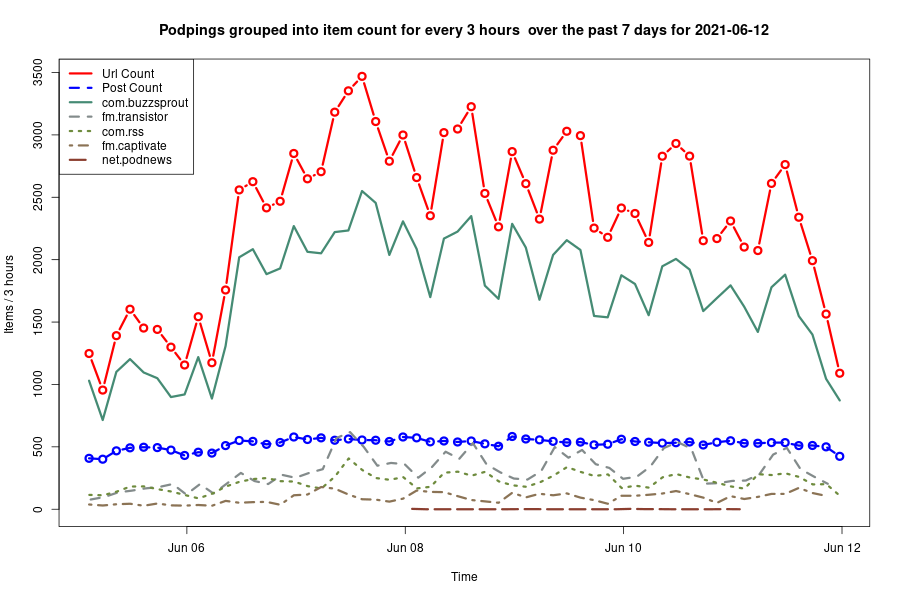 Podpings grouped into item count for every 3 hours  over the past 7 days for 2021-06-12
Url Count
Post Count
com.buzzsprout
fm.transistor
com.rss
fm.captivate
net.podnews
3500
3000
2500
2000
1500
1000
500
0
Items / 3 hours
Jun 06
Jun 08
Jun 10
Jun 12
Time